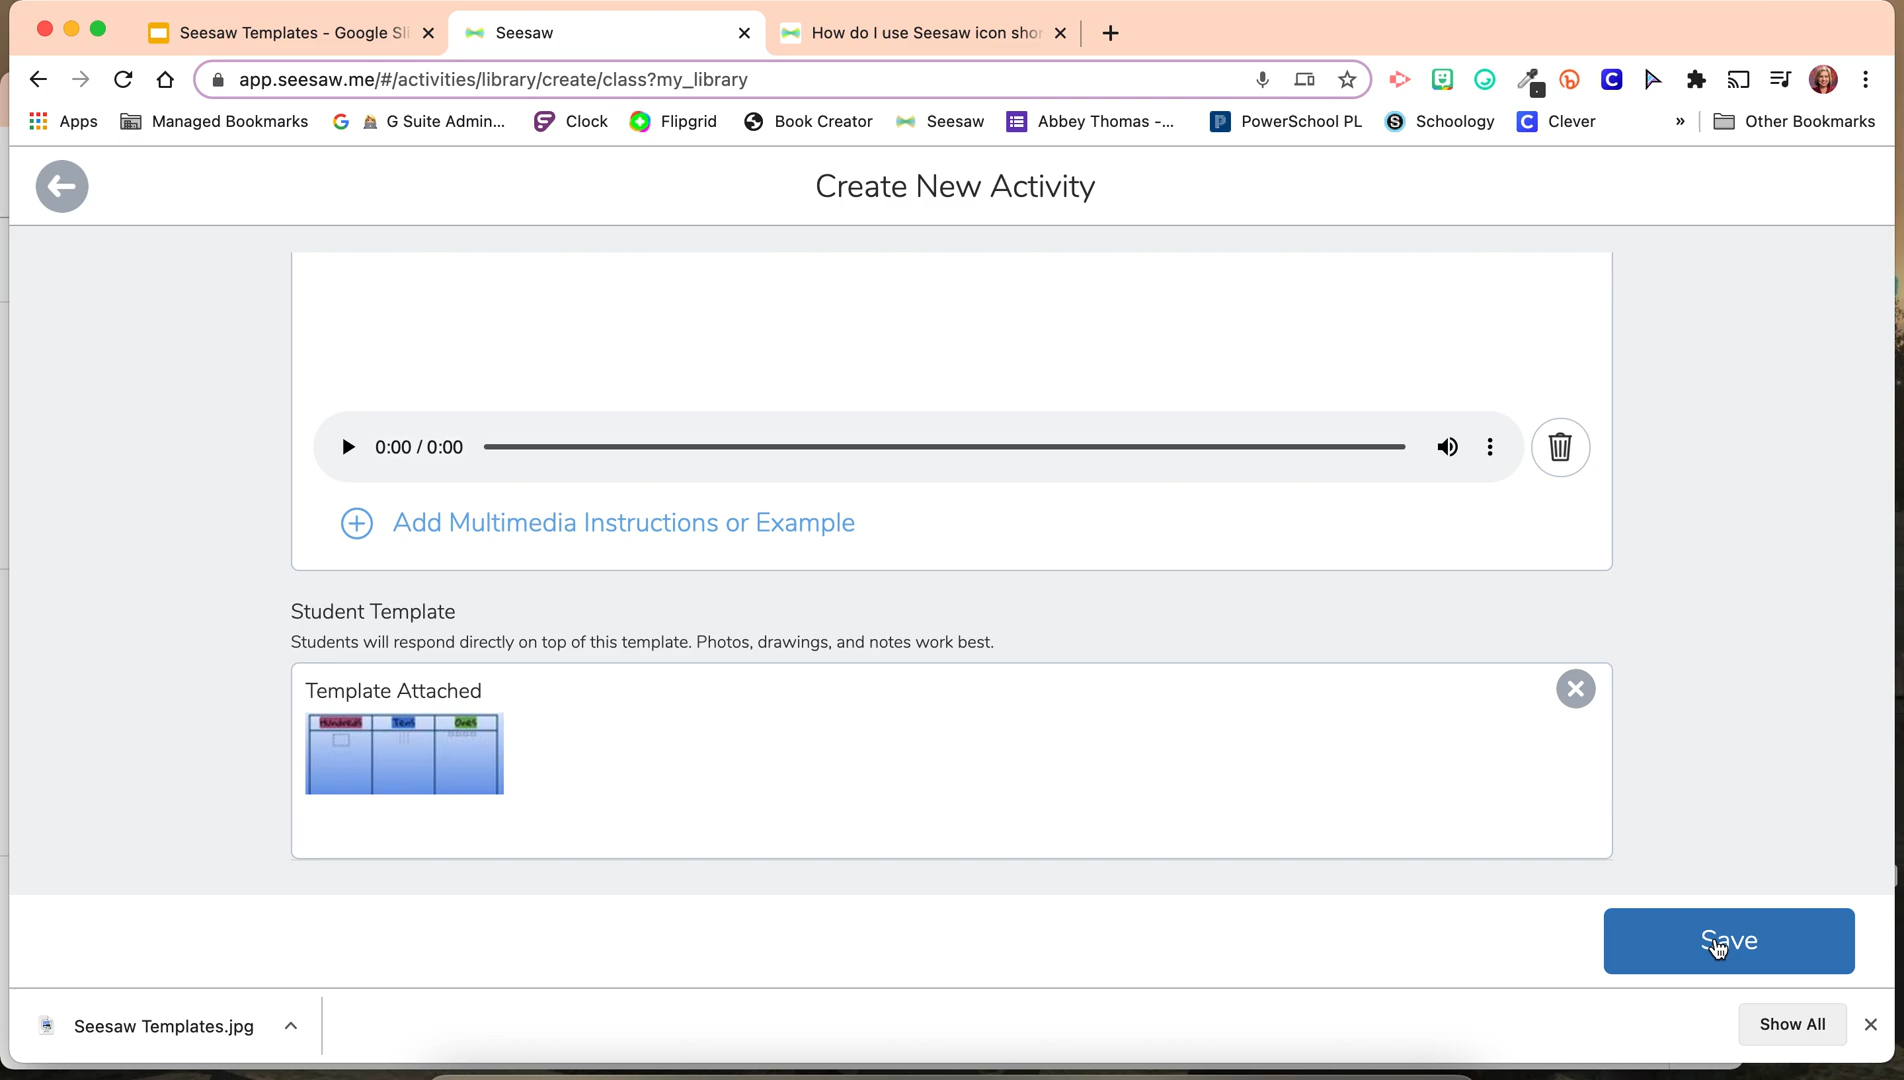 Seesaw Templates - Google Sli
Seesaw
How do I use Seesaw icon shor
app.seesaw.me/#/activities/library/create/class?my_library
Apps
Managed Bookmarks
G Suite Admin...
Clock
Flipgrid
Book Creator
Seesaw
Abbey Thomas -...
PowerSchool PL
Schoology
Clever
»
Other Bookmarks
Create New Activity
0:00 / 0:00
Add Multimedia Instructions or Example
Student Template
Students will respond directly on top of this template. Photos, drawings, and notes work best.
Template Attached
Hundreds Tens Ones
Save
Seesaw Templates.jpg
Show All